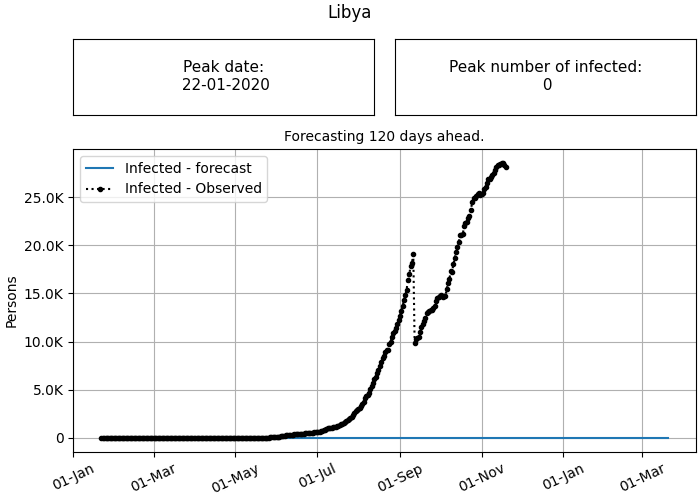 Libya
Peak date:
22-01-2020
Peak number of infected:
0
Forecasting 120 days ahead.
Infected - forecast
Infected - Observed
25.0K
20.0K
15.0K
10.0K
5.0K
0
Persons
01-Jan
01-Mar
01-May
01-Jul
01-Sep
01-Nov
01-Jan
01-Mar